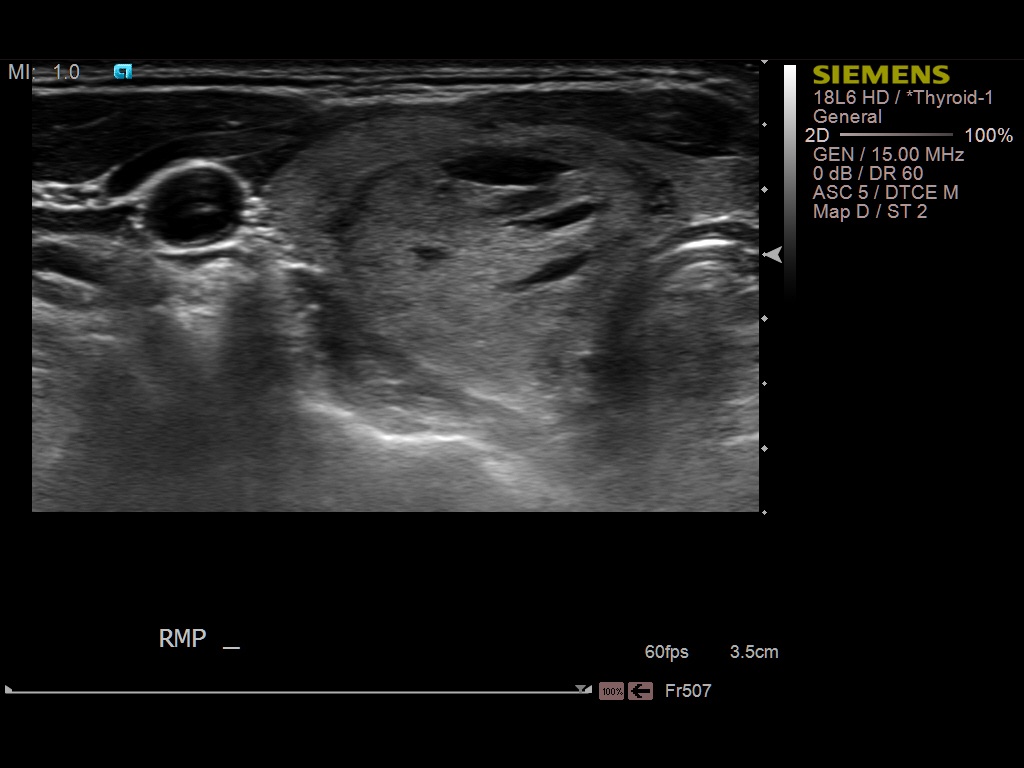 MI: 1.0
SIEMENS
18L6 HD / *Thyroid-1
General
2D 100%
GEN / 15.00 MHz
0 dB / DR 60
ASC 5 / DTCE M
Map D / ST 2
RMP _
60fps 3.5cm
100% Fr507